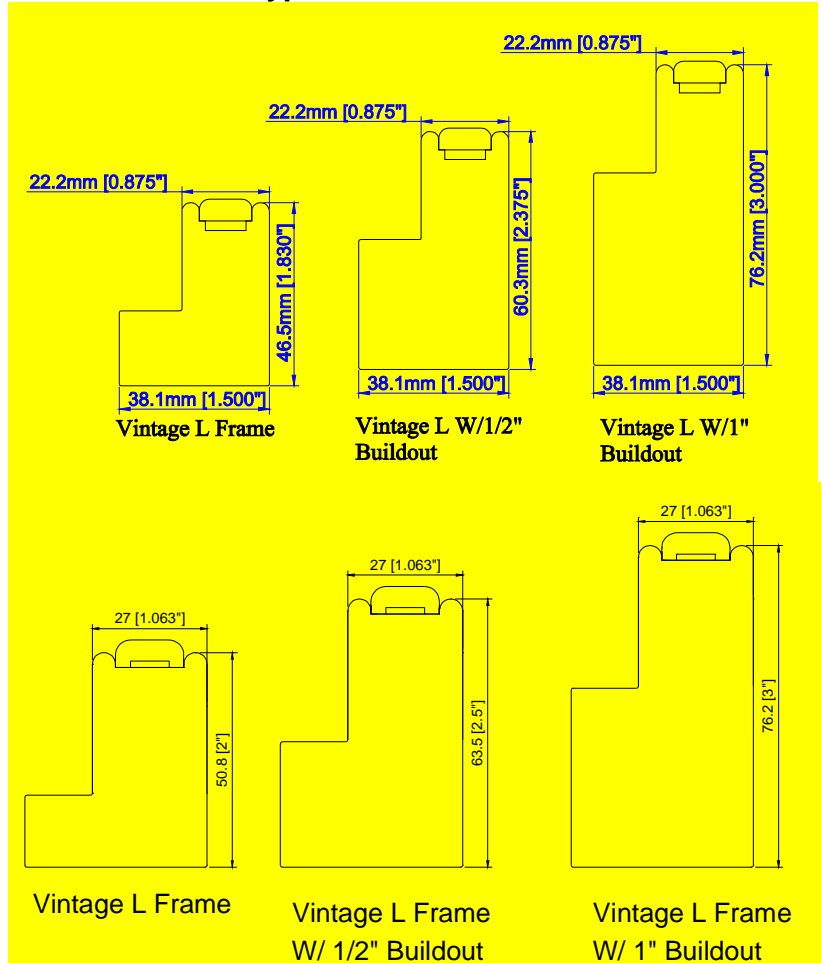 22.2mm [0.875"]
22.2mm [0.875"]
22.2mm [0.875"]
46.5mm [1.830"]
60.3mm [2.375"]
76.2mm [3.000"]
38.1mm [1.500"]
38.1mm [1.500"]
38.1mm [1.500"]
Vintage L Frame
Vintage L W/1/2"
Buildout
Vintage L W/1"
Buildout
27 [1.063"]
27 [1.063"]
27 [1.063"]
50.8 [2"]
63.5 [2.5"]
76.2 [3"]
Vintage L Frame
Vintage L Frame
W/ 1/2" Buildout
Vintage L Frame
W/ 1" Buildout